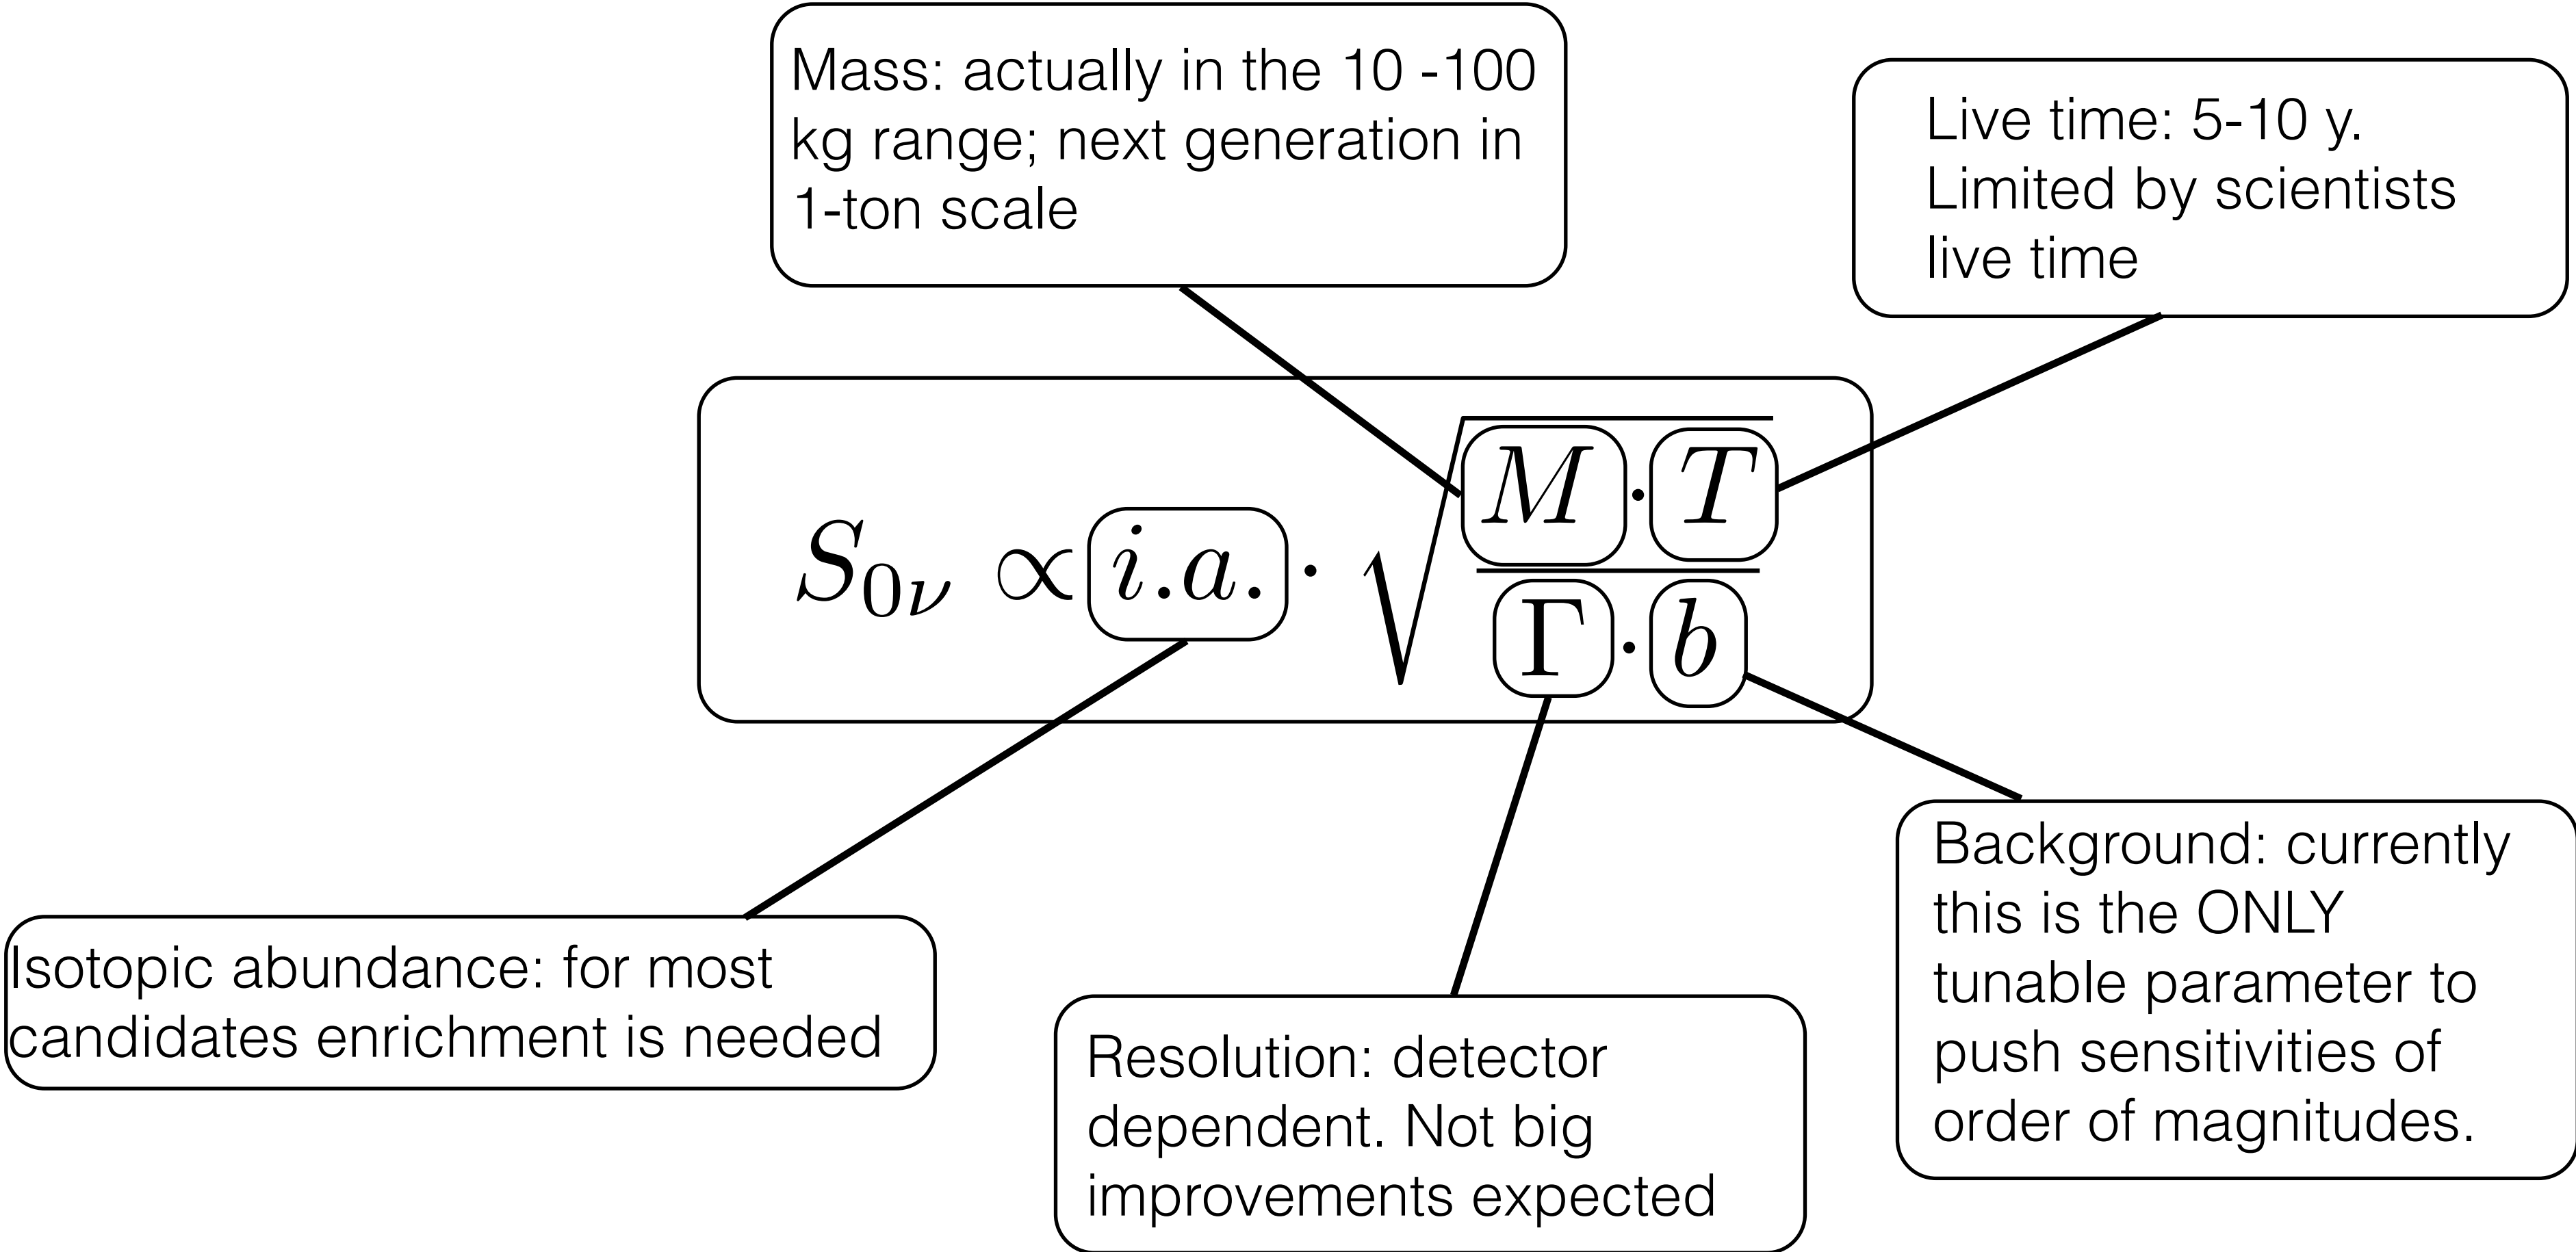 Mass: actually in the 10 -100
kg range; next generation in
1-ton scale
Live time: 5-10 y.
Limited by scientists
live time
S_{0ν} ∝ i.a. · √(M · T / Γ · b)
Isotopic abundance: for most
candidates enrichment is needed
Resolution: detector
dependent. Not big
improvements expected
Background: currently
this is the ONLY
tunable parameter to
push sensitivities of
order of magnitudes.